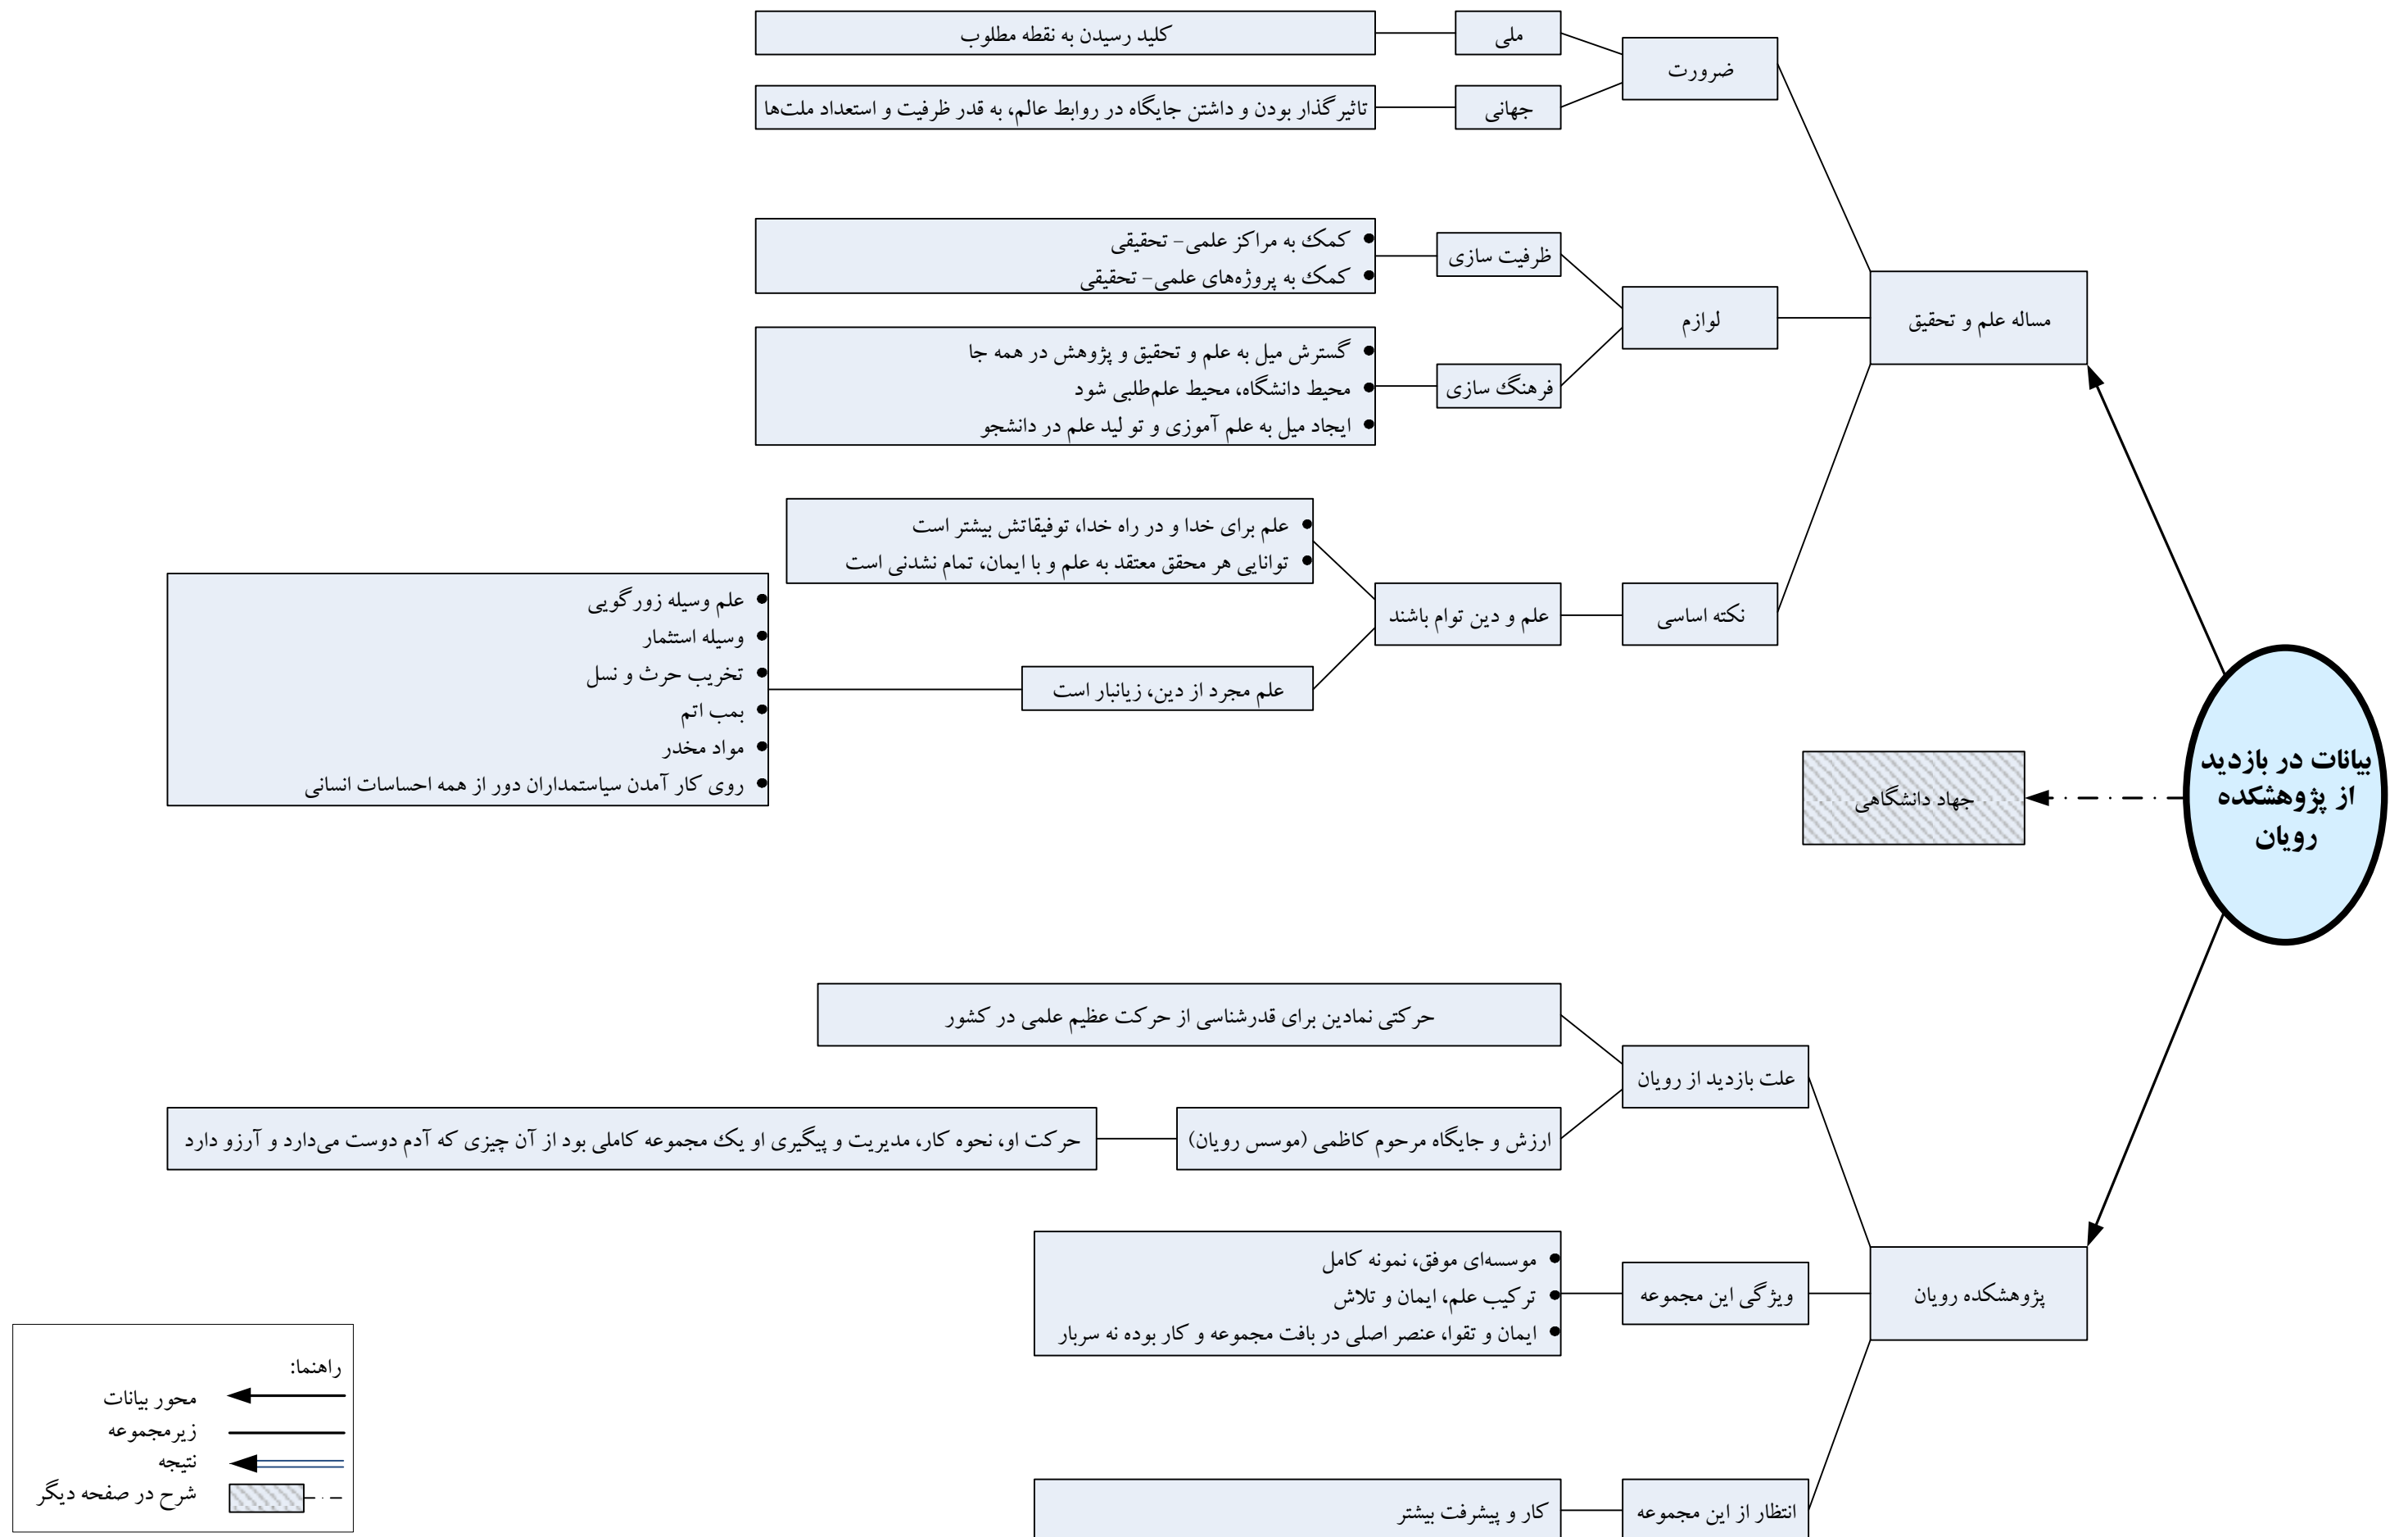 بیانات در بازدید
از پژوهشکده
رویان
مساله علم و تحقیق
ضرورت
ملی
کلید رسیدن به نقطه مطلوب
جهانی
تاثیرگذار بودن و داشتن جایگاه در روابط عالم، به قدر ظرفیت و استعداد ملت‌ها
لوازم
ظرفیت سازی
● کمک به مراکز علمی- تحقیقی
● کمک به پروژه‌های علمی- تحقیقی
فرهنگ سازی
● گسترش میل به علم و تحقیق و پژوهش در همه جا
● محیط دانشگاه، محیط علم‌طلبی شود
● ایجاد میل به علم آموزی و تو لید علم در دانشجو
نکته اساسی
علم و دین توام باشند
● علم برای خدا و در راه خدا، توفیقاتش بیشتر است
● توانایی هر محقق معتقد به علم و با ایمان، تمام نشدنی است
علم مجرد از دین، زیانبار است
● علم وسیله زورگویی
● وسیله استثمار
● تخریب حرث و نسل
● بمب اتم
● مواد مخدر
● روی کار آمدن سیاستمداران دور از همه احساسات انسانی
جهاد دانشگاهی
پژوهشکده رویان
علت بازدید از رویان
حرکتی نمادین برای قدرشناسی از حرکت عظیم علمی در کشور
ارزش و جایگاه مرحوم کاظمی (موسس رویان)
حرکت او، نحوه کار، مدیریت و پیگیری او یک مجموعه کاملی بود از آن چیزی که آدم دوست می‌دارد و آرزو دارد
ویژگی این مجموعه
● موسسه‌ای موفق، نمونه کامل
● ترکیب علم، ایمان و تلاش
● ایمان و تقوا، عنصر اصلی در بافت مجموعه و کار بوده نه سربار
انتظار از این مجموعه
کار و پیشرفت بیشتر
راهنما:
محور بیانات
زیرمجموعه
نتیجه
شرح در صفحه دیگر